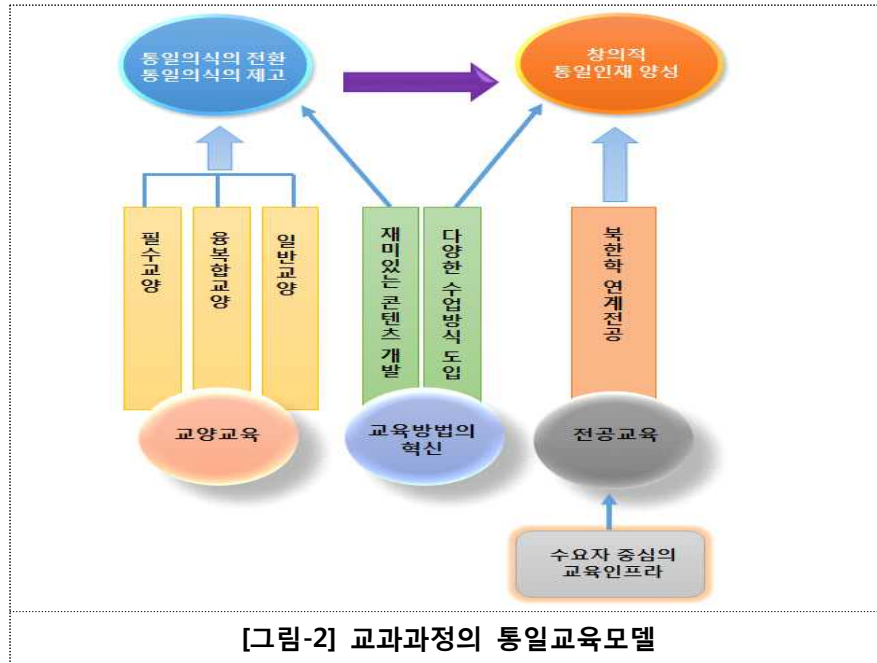 통일의식의 전환
통일의식의 제고
창의적
통일인재 양성
필수교양
융복합교양
일반교양
재미있는 콘텐츠 개발
다양한 수업방식 도입
북한학 연계전공
교양교육
교육방법의
혁신
전공교육
수요자 중심의
교육인프라
[그림-2] 교과과정의 통일교육모델